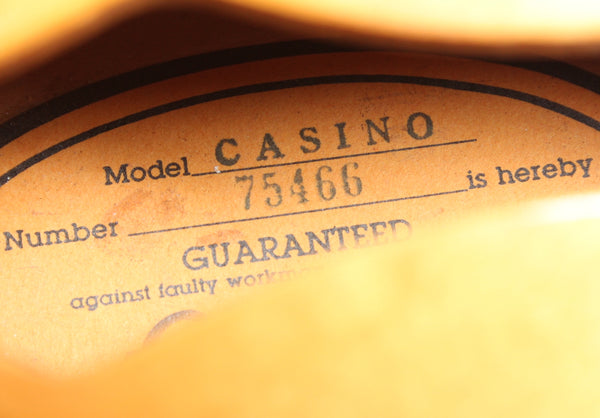 Model CASINO
Number 75466 is hereby
GUARANTEED
against faulty